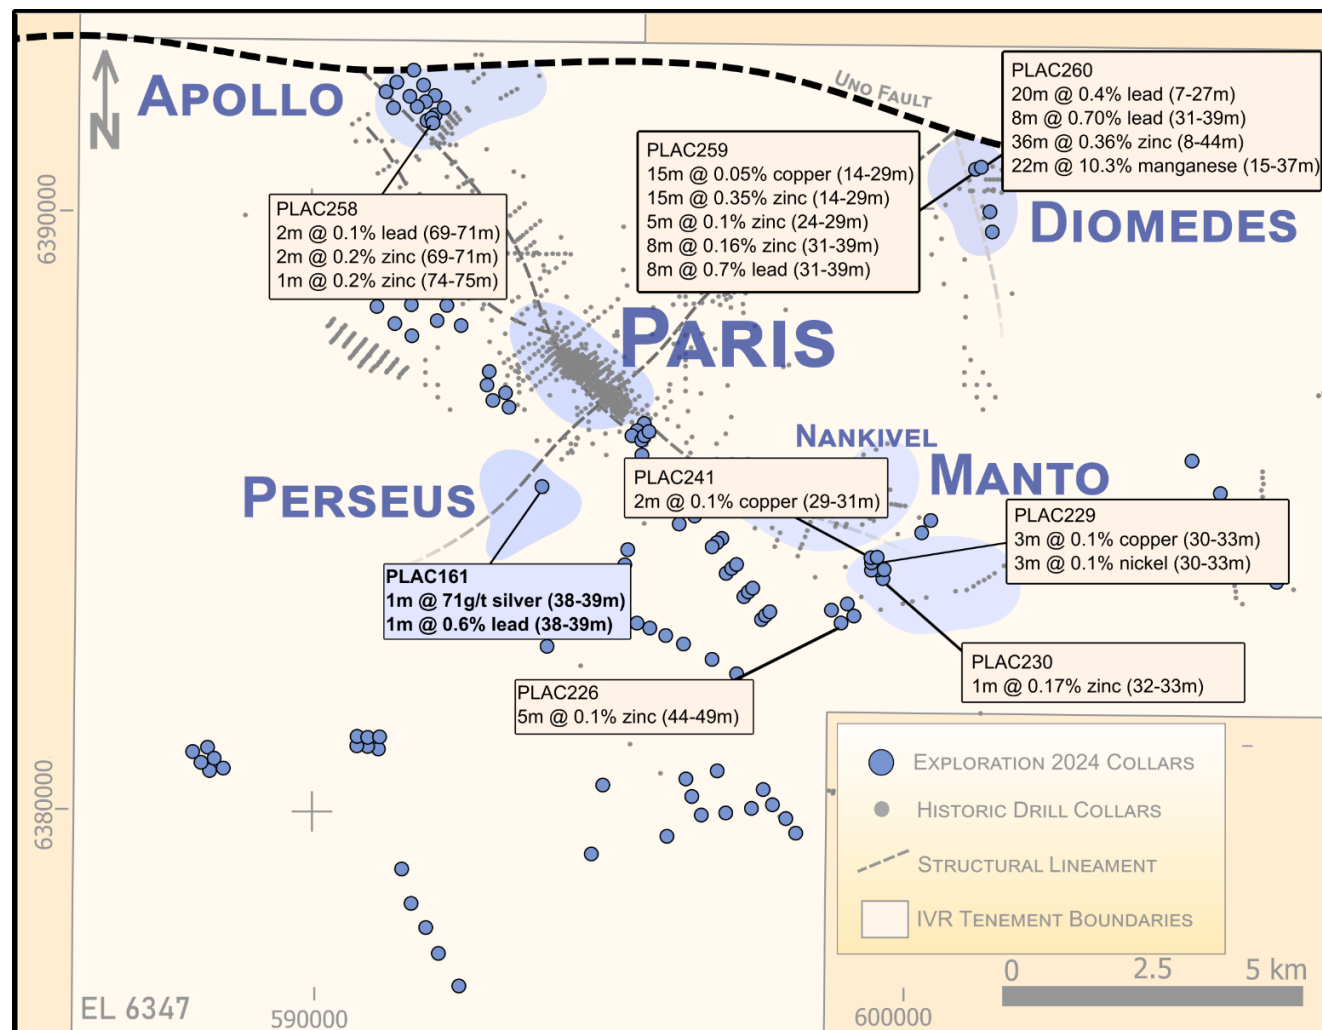 APOLLO
N
UNO FAULT
PLAC260
20m @ 0.4% lead (7-27m)
8m @ 0.70% lead (31-39m)
36m @ 0.36% zinc (8-44m)
22m @ 10.3% manganese (15-37m)
PLAC259
15m @ 0.05% copper (14-29m)
15m @ 0.35% zinc (14-29m)
5m @ 0.1% zinc (24-29m)
8m @ 0.16% zinc (31-39m)
8m @ 0.7% lead (31-39m)
6390000
PLAC258
2m @ 0.1% lead (69-71m)
2m @ 0.2% zinc (69-71m)
1m @ 0.2% zinc (74-75m)
DIOMEDES
PARIS
NANKIVEL
MANTO
PERSEUS
PLAC241
2m @ 0.1% copper (29-31m)
PLAC229
3m @ 0.1% copper (30-33m)
3m @ 0.1% nickel (30-33m)
PLAC161
1m @ 71g/t silver (38-39m)
1m @ 0.6% lead (38-39m)
PLAC230
1m @ 0.17% zinc (32-33m)
PLAC226
5m @ 0.1% zinc (44-49m)
6380000
EXPLORATION 2024 COLLARS
HISTORIC DRILL COLLARS
STRUCTURAL LINEAMENT
IVR TENEMENT BOUNDARIES
0 2.5 5 km
EL 6347
590000
600000